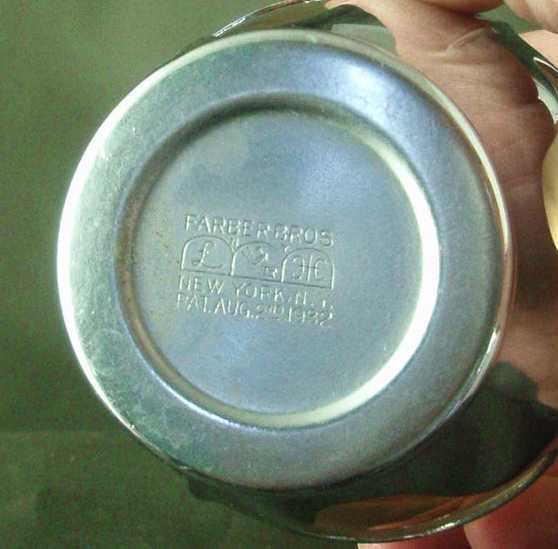 FARBER BROS
NEW YORK, N.Y.
PAT. AUG. 2ND 1932